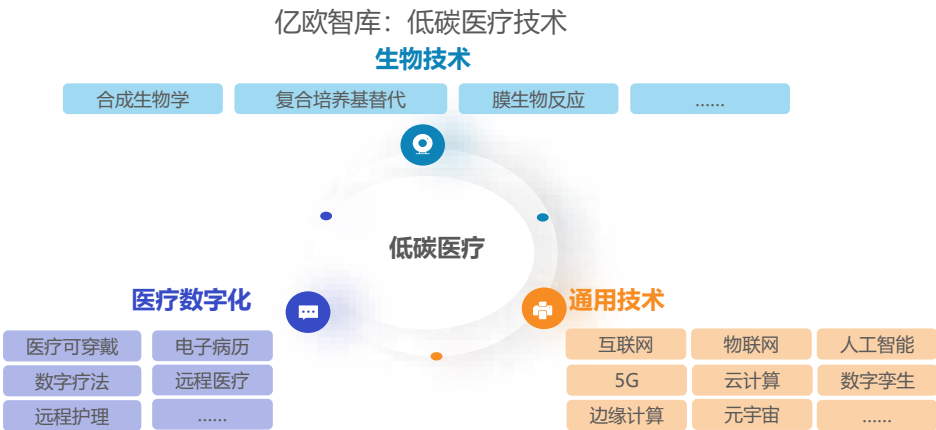 亿欧智库：低碳医疗技术
生物技术
合成生物学 复合培养基替代 膜生物反应 ......
低碳医疗
医疗数字化
通用技术
医疗可穿戴 电子病历
数字疗法 远程医疗
远程护理 ......
互联网 物联网 人工智能
5G 云计算 数字孪生
边缘计算 元宇宙 ......